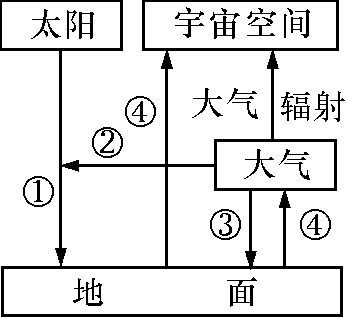 太阳
宇宙空间
④
大气 辐射
②
大气
①
③
④
地 面